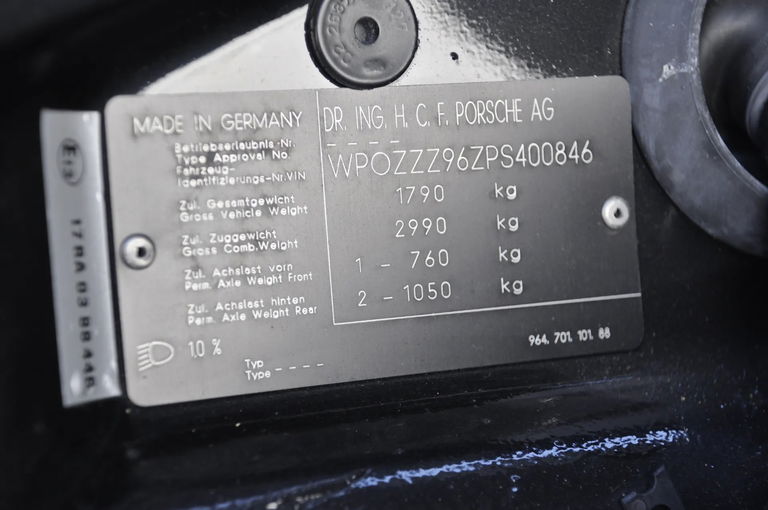 MADE IN GERMANY
DR. ING. H. C. F. PORSCHE AG
Betriebserlaubnis-Nr.
Type Approval No.
– – – –
Fahrzeug-
Identifizierungs-Nr.VIN
WPOZZZ96ZPS400846
Zul. Gesamtgewicht
Gross Vehicle Weight
1790 kg
Zul. Zuggewicht
Gross Comb.Weight
2990 kg
Zul. Achslast vorn
Perm. Axle Weight Front
1 – 760 kg
Zul. Achslast hinten
Perm. Axle Weight Rear
2 – 1050 kg
1.0 %
Typ
Type – – – –
964. 701. 101. 88
E13